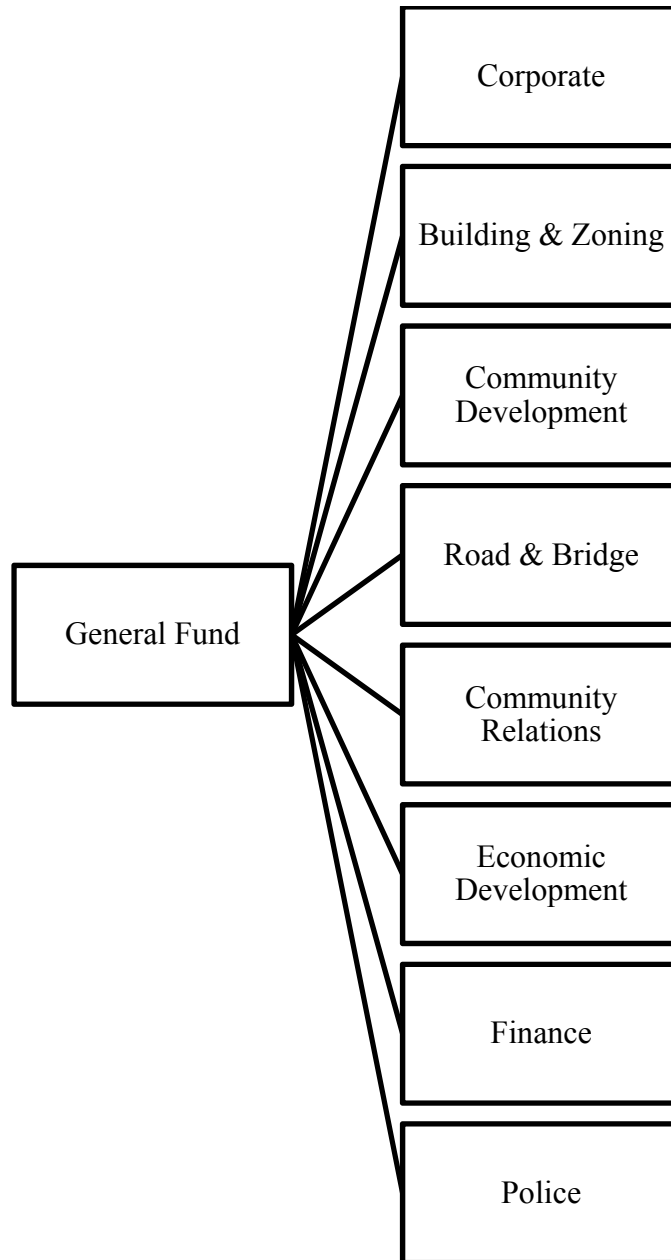 Corporate
Building & Zoning
Community
Development
Road & Bridge
General Fund
Community
Relations
Economic
Development
Finance
Police